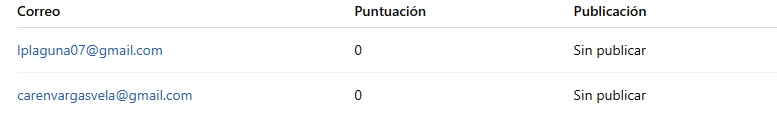 Correo Puntuación Publicación
lplaguna07@gmail.com 0 Sin publicar
carenvargasvela@gmail.com 0 Sin publicar